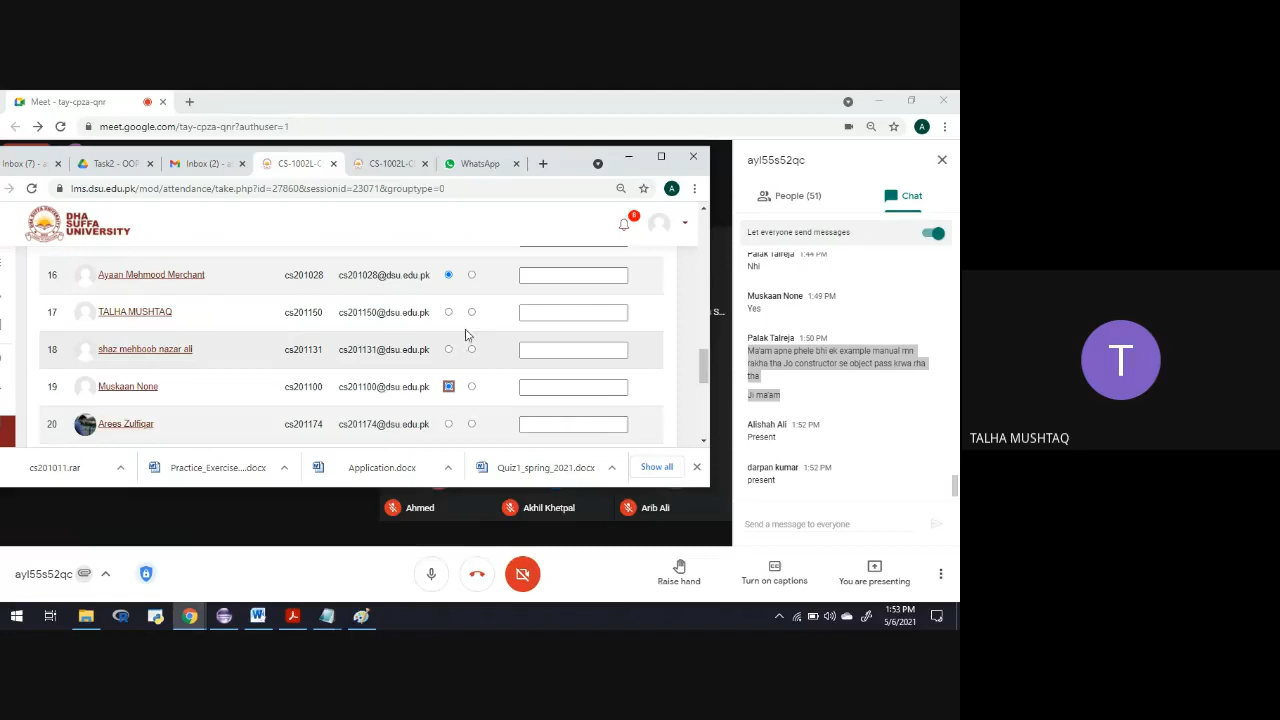 Meet - tay-cpza-qnr
meet.google.com/tay-cpza-qnr?authuser=1
Inbox (7) - a
Task2 - OOP
Inbox (2) - a
CS-1002L-C
CS-1002L-C
WhatsApp
lms.dsu.edu.pk/mod/attendance/take.php?id=27860&sessionid=23071&grouptype=0
A
A
DHA
SUFFA
UNIVERSITY
8
16 Ayaan Mehmood Merchant cs201028 cs201028@dsu.edu.pk
17 TALHA MUSHTAQ cs201150 cs201150@dsu.edu.pk
18 shaz mehboob nazar ali cs201131 cs201131@dsu.edu.pk
19 Muskaan None cs201100 cs201100@dsu.edu.pk
20 Arees Zulfiqar cs201174 cs201174@dsu.edu.pk
cs201011.rar
Practice_Exercise....docx
Application.docx
Quiz1_spring_2021.docx
Show all
S...
Ahmed
Akhil Khetpal
Arib Ali
ayl55s52qc
People (51)
Chat
Let everyone send messages
Palak Talreja 1:44 PM
Nhi
Muskaan None 1:49 PM
Yes
Palak Talreja 1:50 PM
Ma'am apne phele bhi ek example manual mn
rakha tha Jo constructor se object pass krwa rha
tha
Ji ma'am
Alishah Ali 1:52 PM
Present
darpan kumar 1:52 PM
present
Send a message to everyone
ayl55s52qc
Raise hand
Turn on captions
You are presenting
1:53 PM
5/6/2021
T
TALHA MUSHTAQ